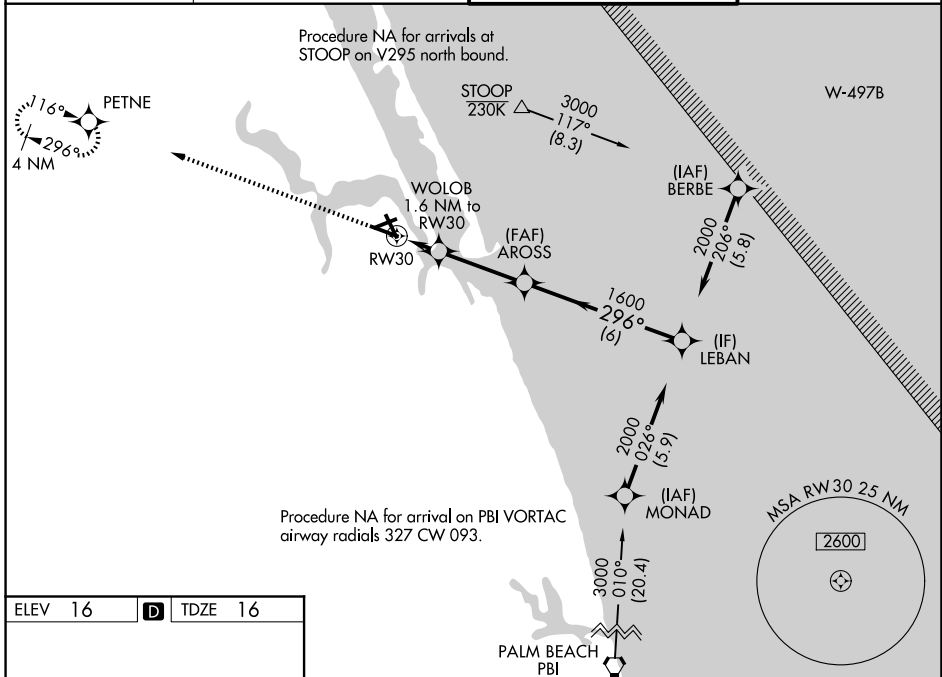 Procedure NA for arrivals at
STOOP on V295 north bound.
STOOP
230K
3000
117°
(8.3)
W-497B
116°
PETNE
296°
4 NM
(IAF)
BERBE
2000
206°
(5.8)
WOLOB
1.6 NM to
RW30
RW30
(FAF)
AROSS
1600
296°
(6)
(IF)
LEBAN
2000
026°
(5.9)
(IAF)
MONAD
Procedure NA for arrival on PBI VORTAC
airway radials 327 CW 093.
3000
010°
(20.4)
MSA RW30 25 NM
2600
ELEV 16 D TDZE 16
PALM BEACH
PBI